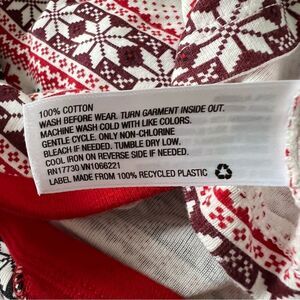 100% COTTON
WASH BEFORE WEAR. TURN GARMENT INSIDE OUT.
MACHINE WASH COLD WITH LIKE COLORS.
GENTLE CYCLE. ONLY NON-CHLORINE
BLEACH IF NEEDED. TUMBLE DRY LOW.
COOL IRON ON REVERSE SIDE IF NEEDED.
RN17730 VN1066221
LABEL MADE FROM 100% RECYCLED PLASTIC